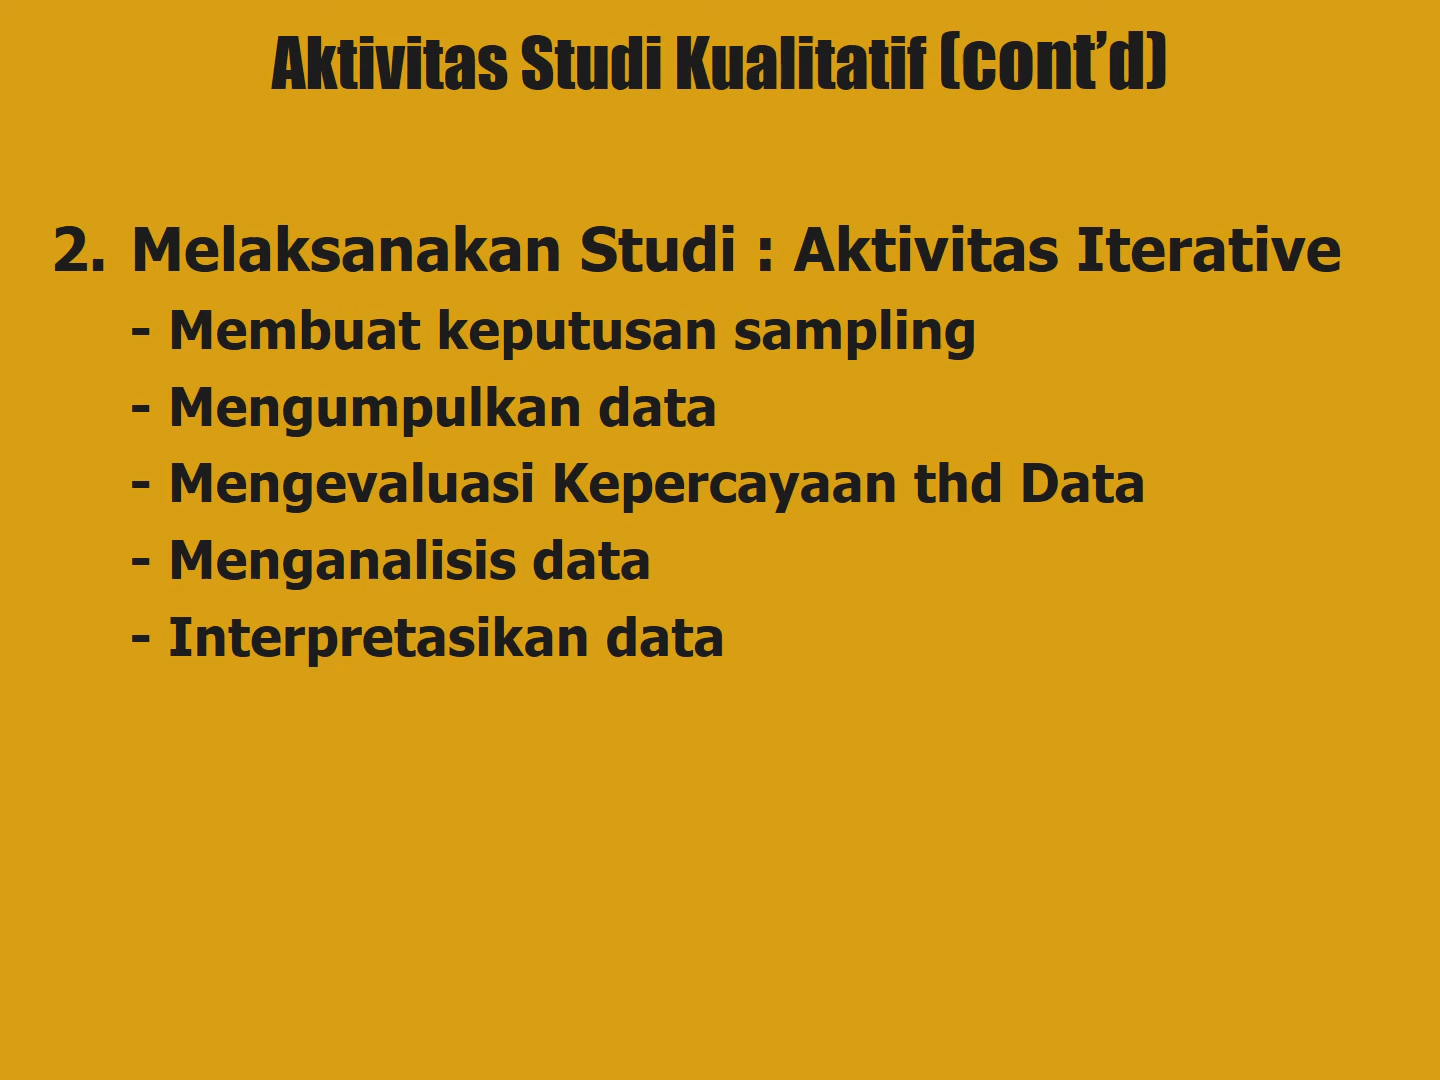 Aktivitas Studi Kualitatif (cont’d)
2. Melaksanakan Studi : Aktivitas Iterative
- Membuat keputusan sampling
- Mengumpulkan data
- Mengevaluasi Kepercayaan thd Data
- Menganalisis data
- Interpretasikan data